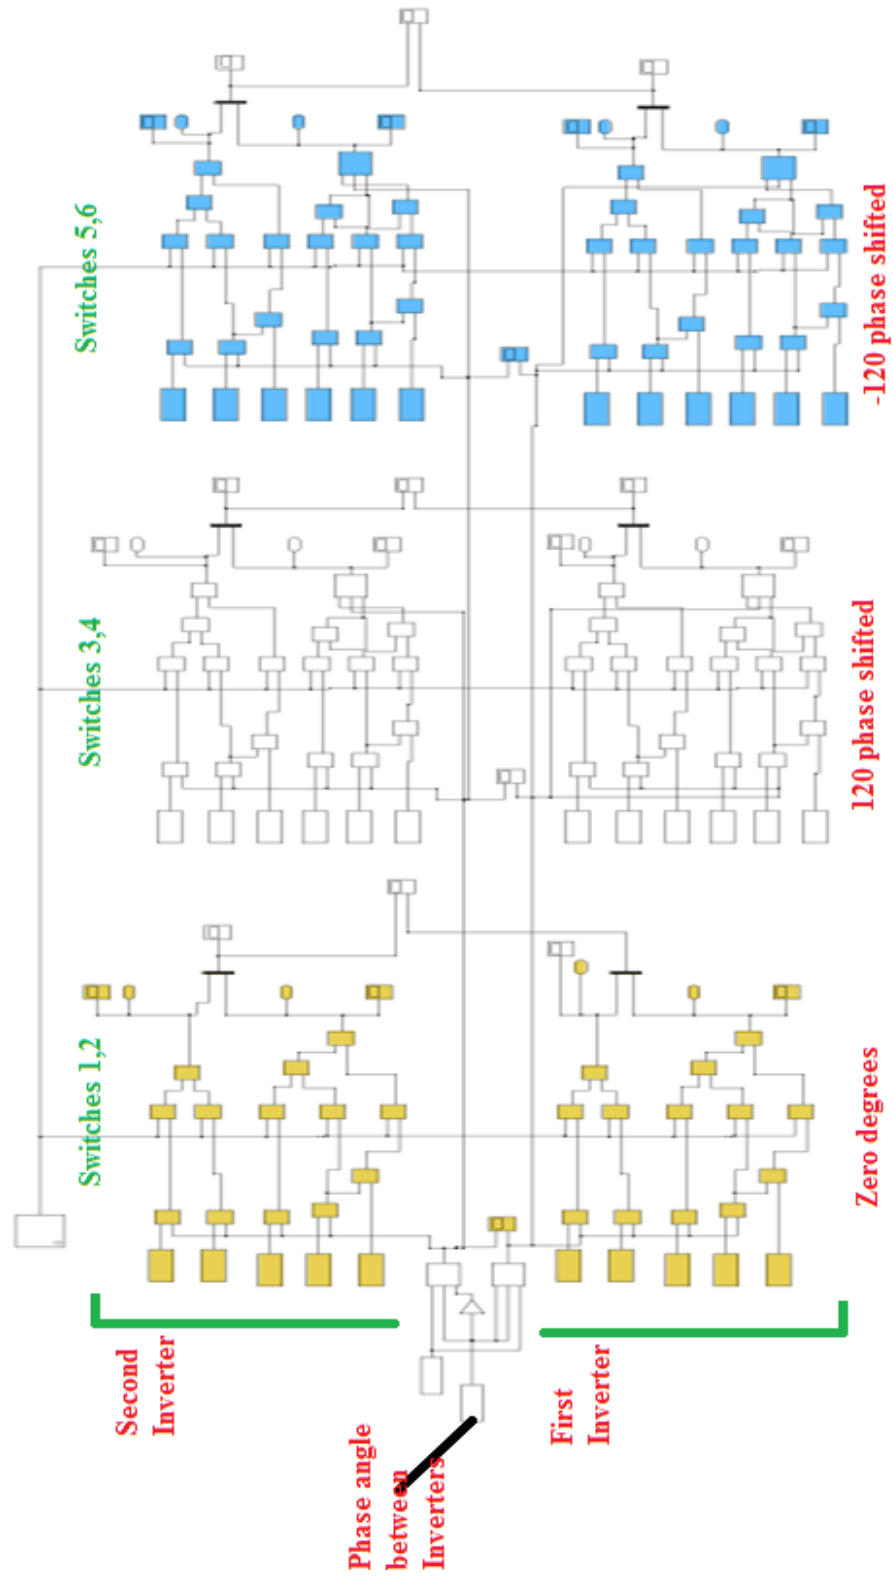 Switches 5,6
-120 phase shifted
Switches 3,4
120 phase shifted
Switches 1,2
Zero degrees
Second
Inverter
First
Inverter
Phase angle
between
Inverters